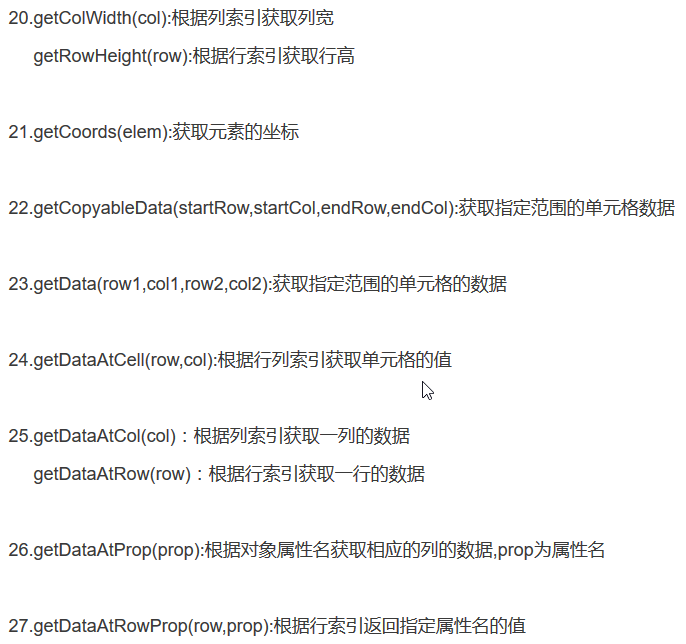 20.getColWidth(col):根据列索引获取列宽
getRowHeight(row):根据行索引获取行高
21.getCoords(elem):获取元素的坐标
22.getCopyableData(startRow,startCol,endRow,endCol):获取指定范围的单元格数据
23.getData(row1,col1,row2,col2):获取指定范围的单元格的数据
24.getDataAtCell(row,col):根据行列索引获取单元格的值
25.getDataAtCol(col)：根据列索引获取一列的数据
getDataAtRow(row)：根据行索引获取一行的数据
26.getDataAtProp(prop):根据对象属性名获取相应的列的数据,prop为属性名
27.getDataAtRowProp(row,prop):根据行索引返回指定属性名的值